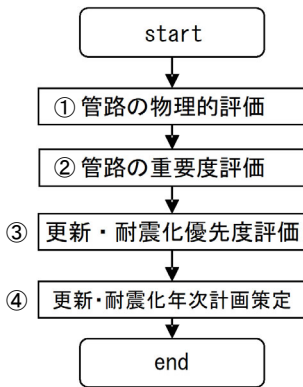 start
① 管路の物理的評価
② 管路の重要度評価
③ 更新・耐震化優先度評価
④ 更新・耐震化年次計画策定
end